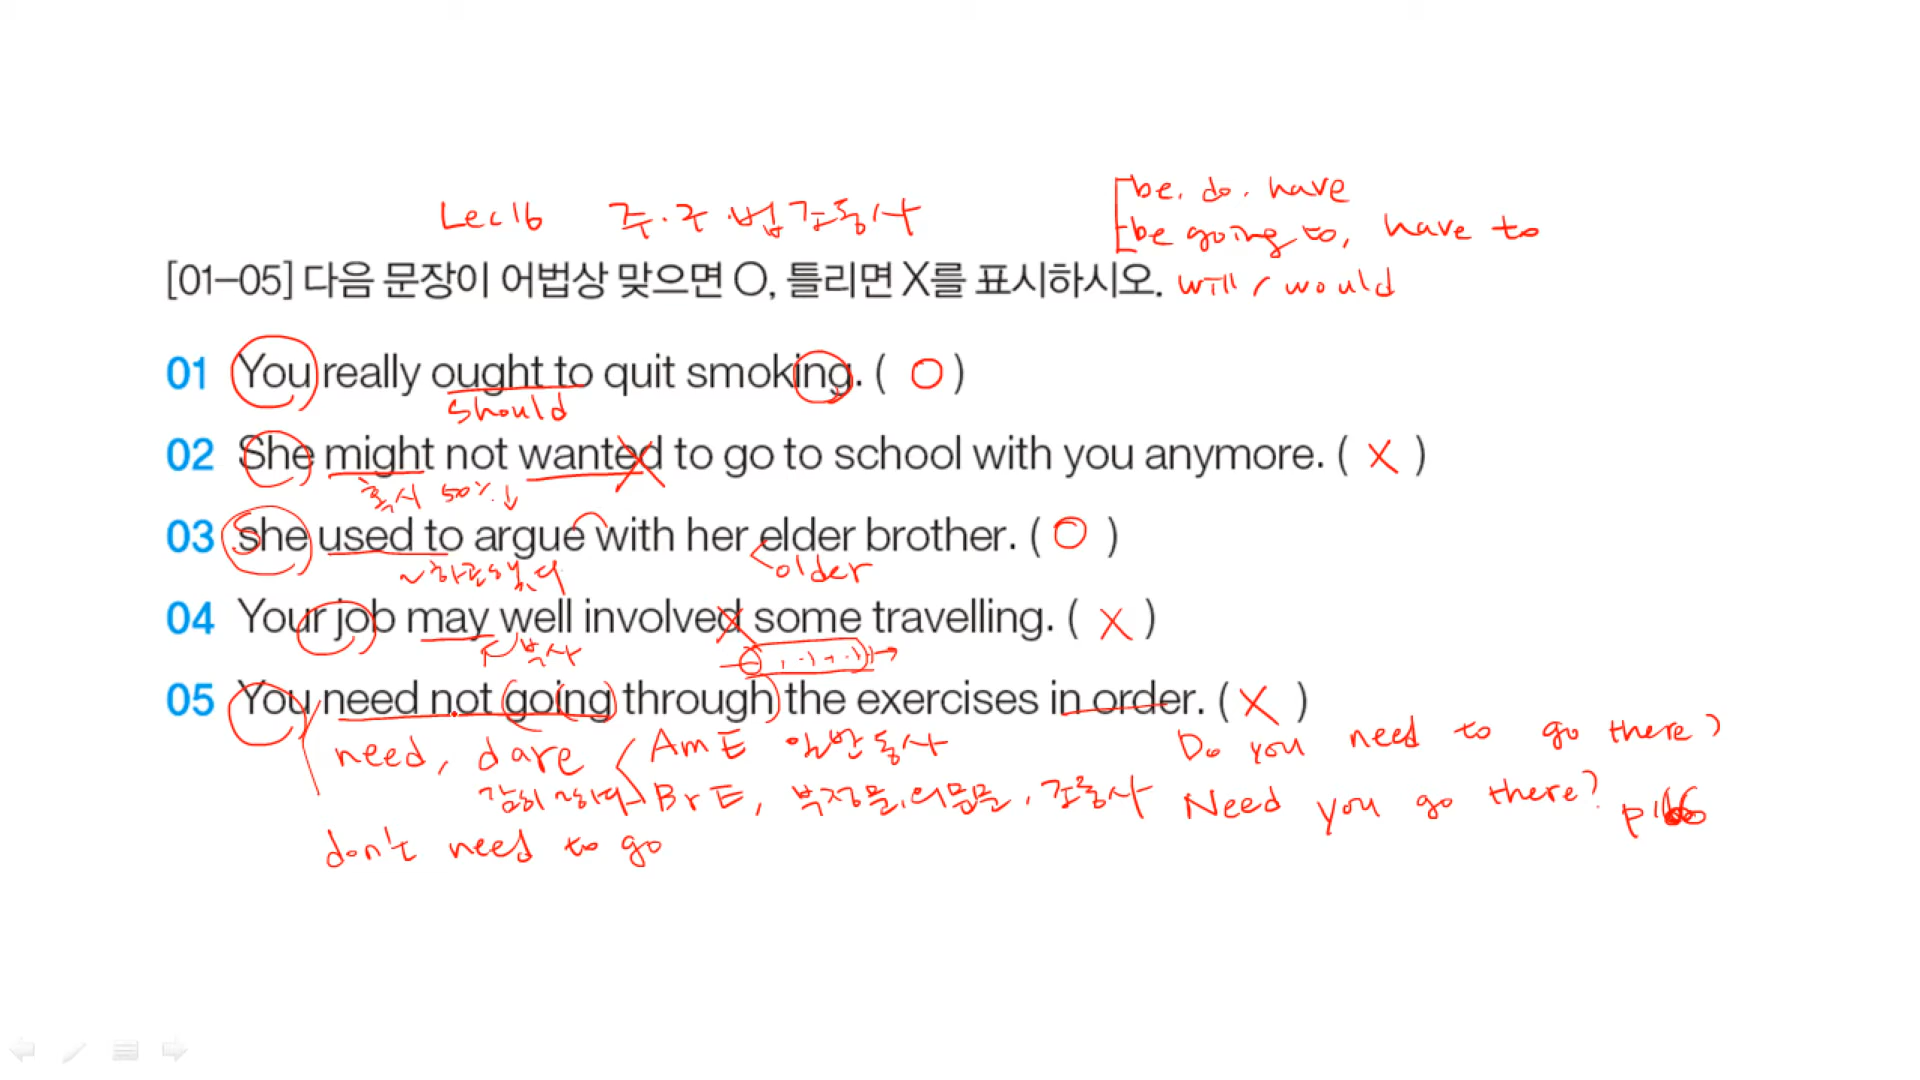 be. do. have
Lec16 주·구·법조동사
be going to, have to
[01–05] 다음 문장이 어법상 맞으면 O, 틀리면 X를 표시하시오.
will / would
01 You really ought to quit smoking. ( O )
should
02 She might not wanted to go to school with you anymore. ( X )
혹시 50%↓
03 she used to argue with her elder brother. ( O )
~하곤 했다
older
04 Your job may well involved some travelling. ( X )
부사
05 You need not going through the exercises in order. ( X )
need, dare AmE 일반동사 Do you need to go there?
감히 ~하다 BrE, 부정문, 의문문, 조동사 Need you go there?
don't need to go